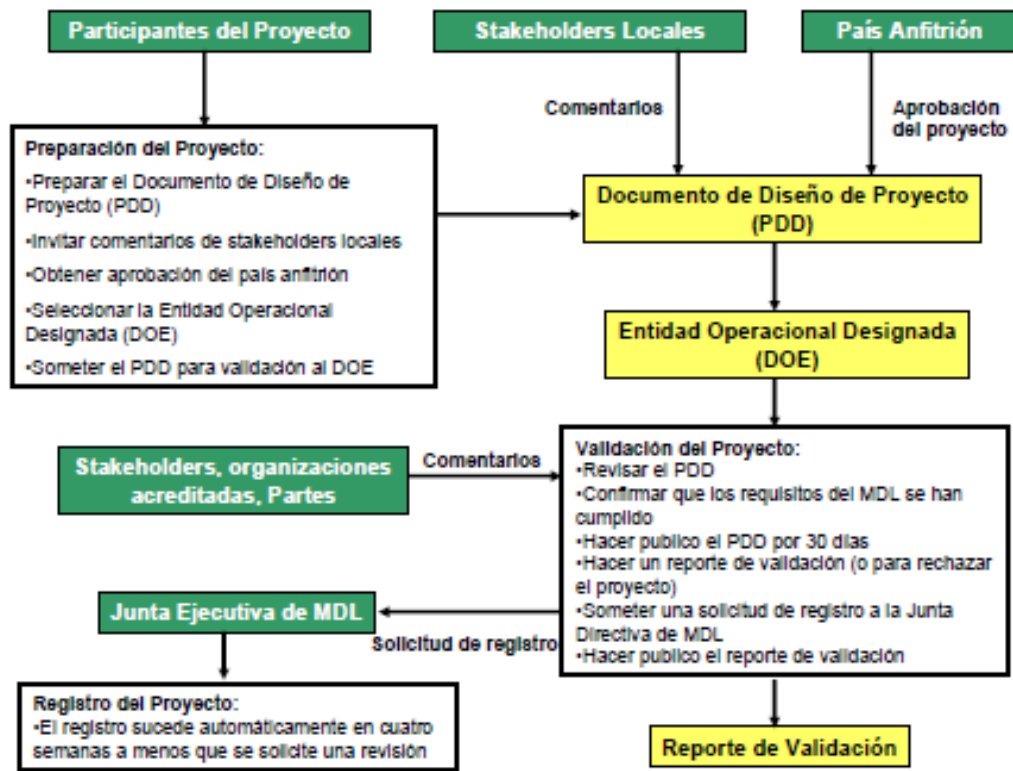 Participantes del Proyecto
Stakeholders Locales
País Anfitrión
Comentarios
Aprobación
del proyecto
Preparación del Proyecto:
•Preparar el Documento de Diseño de
Proyecto (PDD)
•Invitar comentarios de stakeholders locales
•Obtener aprobación del país anfitrión
•Seleccionar la Entidad Operacional
Designada (DOE)
•Someter el PDD para validación al DOE
Documento de Diseño de Proyecto
(PDD)
Entidad Operacional Designada
(DOE)
Stakeholders, organizaciones
acreditadas, Partes
Comentarios
Validación del Proyecto:
•Revisar el PDD
•Confirmar que los requisitos del MDL se han
cumplido
•Hacer publico el PDD por 30 días
•Hacer un reporte de validación (o para rechazar
el proyecto)
•Someter una solicitud de registro a la Junta
Directiva de MDL
•Hacer publico el reporte de validación
Junta Ejecutiva de MDL
Solicitud de registro
Registro del Proyecto:
•El registro sucede automáticamente en cuatro
semanas a menos que se solicite una revisión
Reporte de Validación